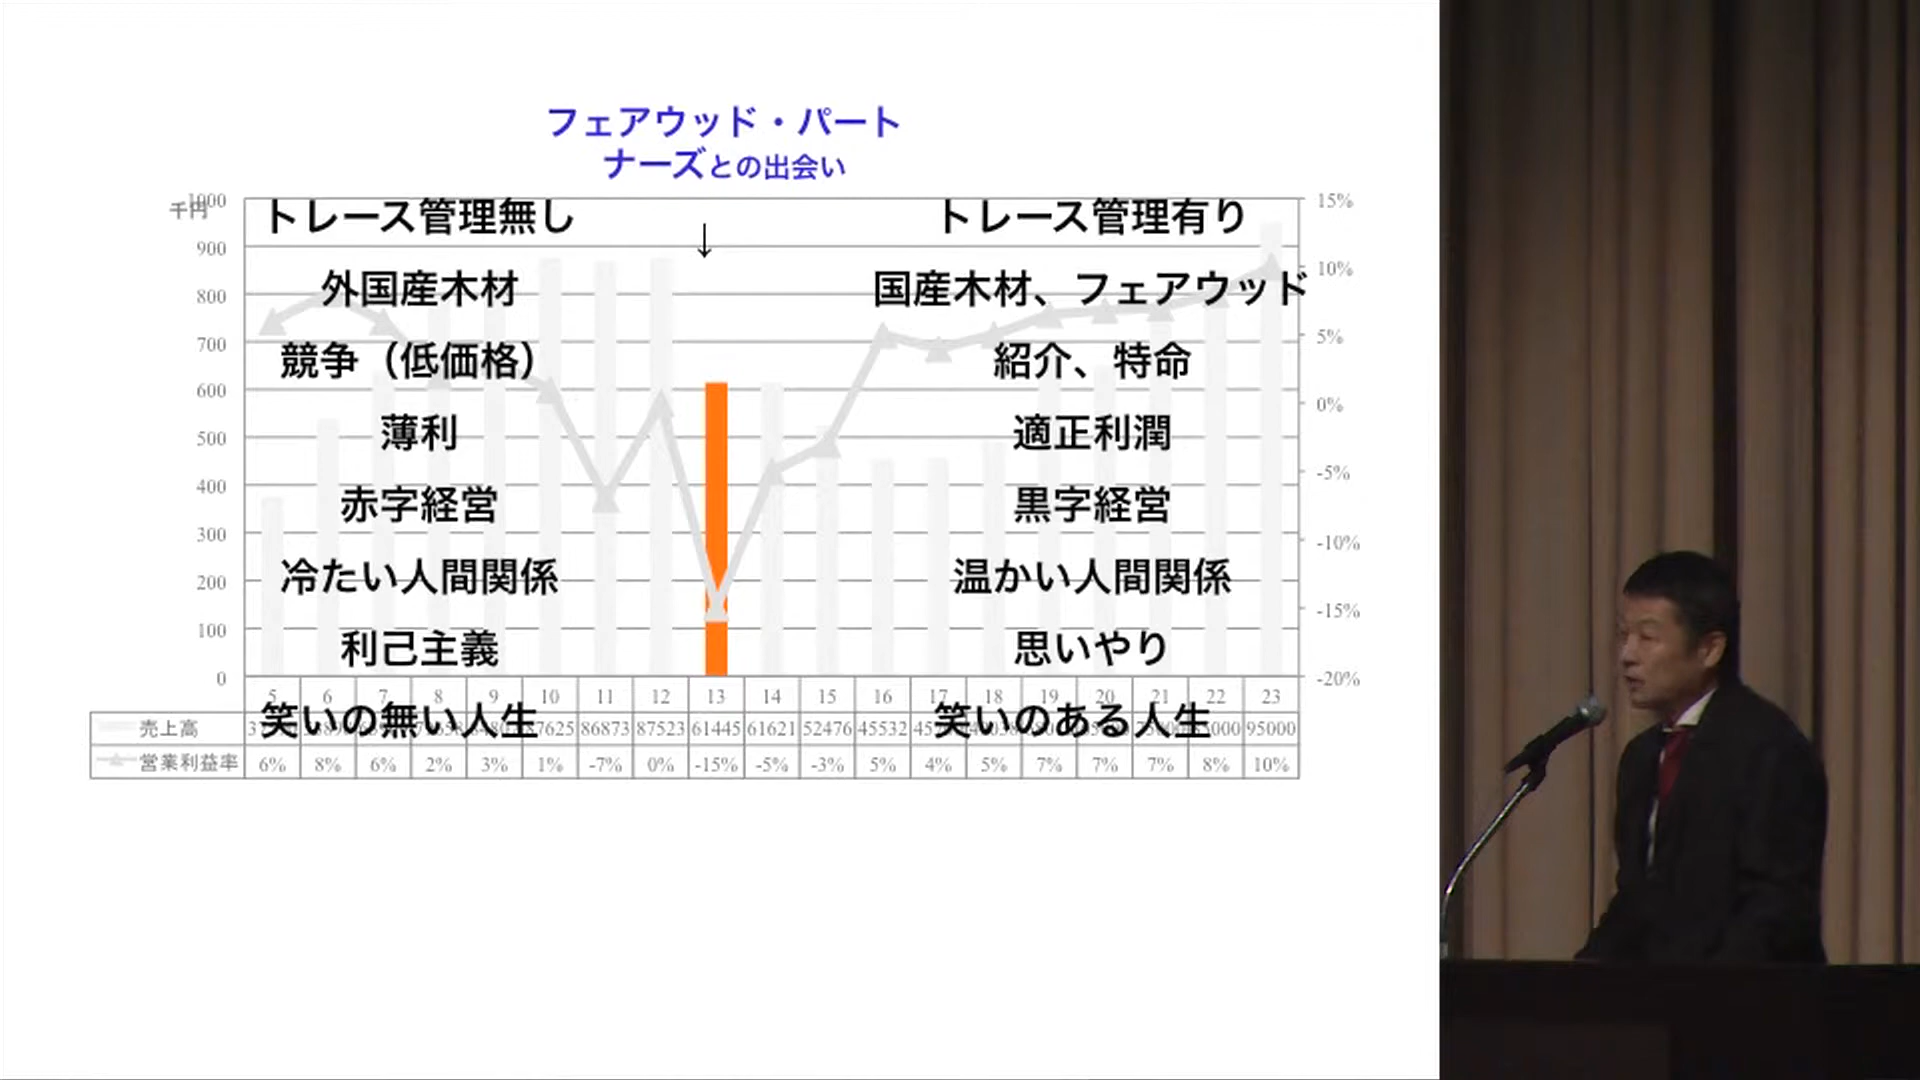 フェアウッド・パート
ナーズとの出会い
千円
1000
900
800
700
600
500
400
300
200
100
0
15%
10%
5%
0%
-5%
-10%
-15%
-20%
↓
トレース管理無し
外国産木材
競争（低価格）
薄利
赤字経営
冷たい人間関係
利己主義
笑いの無い人生
トレース管理有り
国産木材、フェアウッド
紹介、特命
適正利潤
黒字経営
温かい人間関係
思いやり
笑いのある人生
5 6 7 8 9 10 11 12 13 14 15 16 17 18 19 20 21 22 23
売上高 86873 87523 61445 61621 52476 45532 95000
営業利益率 6% 8% 6% 2% 3% 1% -7% 0% -15% -5% -3% 5% 4% 5% 7% 7% 7% 8% 10%